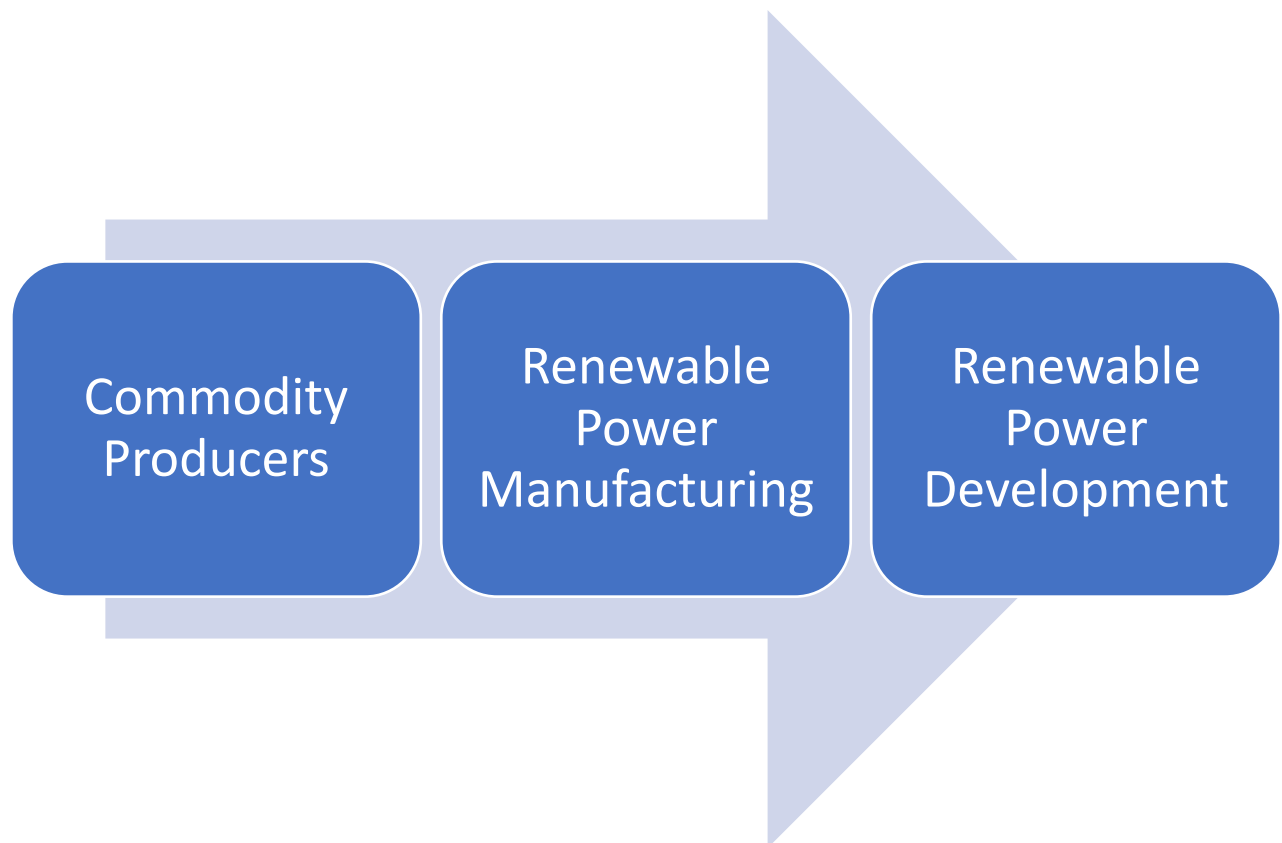 Commodity
Producers
Renewable
Power
Manufacturing
Renewable
Power
Development